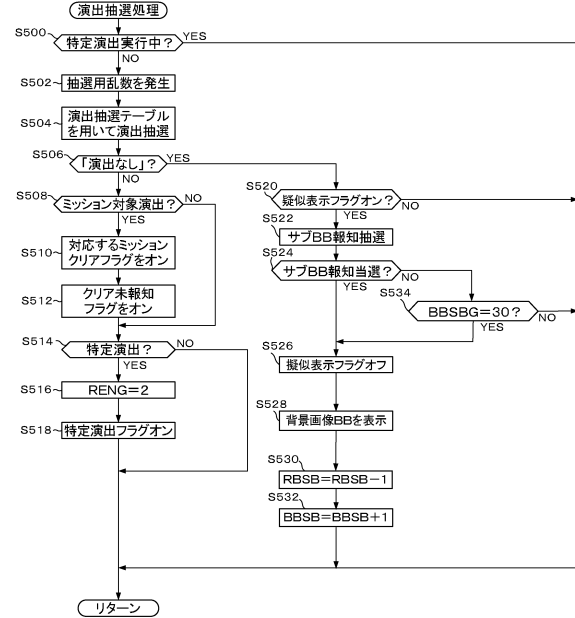 演出抽選処理
S500
特定演出実行中？
YES
NO
S502
抽選用乱数を発生
S504
演出抽選テーブル
を用いて演出抽選
S506
「演出なし」？
YES
NO
S508
ミッション対象演出？
NO
YES
S510
対応するミッション
クリアフラグをオン
S512
クリア未報知
フラグをオン
S514
特定演出？
NO
YES
S516
RENG=2
S518
特定演出フラグオン
S520
疑似表示フラグオン？
NO
YES
S522
サブBB報知抽選
S524
サブBB報知当選？
NO
YES
S534
BBSBG=30？
NO
YES
S526
擬似表示フラグオフ
S528
背景画像BBを表示
S530
RBSB=RBSB−1
S532
BBSB=BBSB+1
リターン